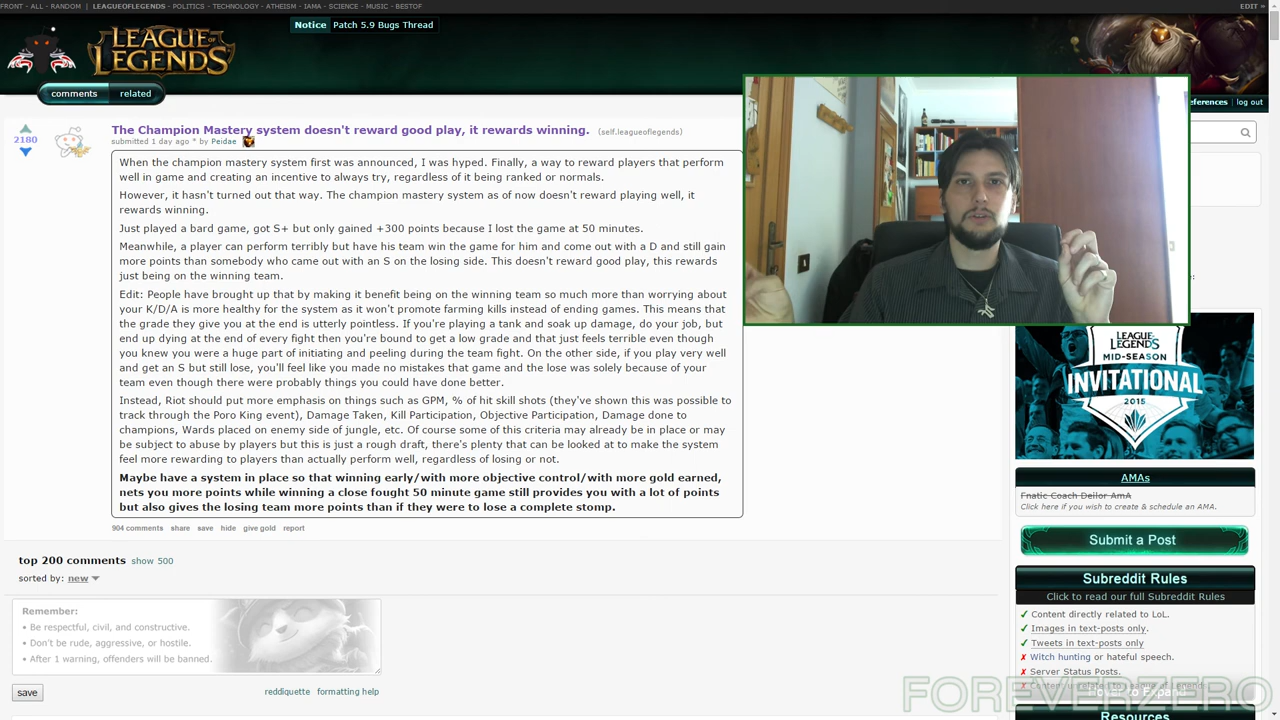 FRONT - ALL - RANDOM | LEAGUEOFLEGENDS - POLITICS - TECHNOLOGY - ATHEISM - IAMA - SCIENCE - MUSIC - BESTOF
EDIT »
Notice Patch 5.9 Bugs Thread
LEAGUE OF
LEGENDS
comments related
references | log out
2180
The Champion Mastery system doesn't reward good play, it rewards winning. (self.leagueoflegends)
submitted 1 day ago * by Peidae
When the champion mastery system first was announced, I was hyped. Finally, a way to reward players that perform
well in game and creating an incentive to always try, regardless of it being ranked or normals.
However, it hasn't turned out that way. The champion mastery system as of now doesn't reward playing well, it
rewards winning.
Just played a bard game, got S+ but only gained +300 points because I lost the game at 50 minutes.
Meanwhile, a player can perform terribly but have his team win the game for him and come out with a D and still gain
more points than somebody who came out with an S on the losing side. This doesn't reward good play, this rewards
just being on the winning team.
Edit: People have brought up that by making it benefit being on the winning team so much more than worrying about
your K/D/A is more healthy for the system as it won't promote farming kills instead of ending games. This means that
the grade they give you at the end is utterly pointless. If you're playing a tank and soak up damage, do your job, but
end up dying at the end of every fight then you're bound to get a low grade and that just feels terrible even though
you knew you were a huge part of initiating and peeling during the team fight. On the other side, if you play very well
and get an S but still lose, you'll feel like you made no mistakes that game and the lose was solely because of your
team even though there were probably things you could have done better.
Instead, Riot should put more emphasis on things such as GPM, % of hit skill shots (they've shown this was possible to
track through the Poro King event), Damage Taken, Kill Participation, Objective Participation, Damage done to
champions, Wards placed on enemy side of jungle, etc. Of course some of this criteria may already be in place or may
be subject to abuse by players but this is just a rough draft, there's plenty that can be looked at to make the system
feel more rewarding to players than actually perform well, regardless of losing or not.
Maybe have a system in place so that winning early/with more objective control/with more gold earned,
nets you more points while winning a close fought 50 minute game still provides you with a lot of points
but also gives the losing team more points than if they were to lose a complete stomp.
904 comments share save hide give gold report
top 200 comments show 500
sorted by: new
Remember:
• Be respectful, civil, and constructive.
• Don't be rude, aggressive, or hostile.
• After 1 warning, offenders will be banned.
save
reddiquette formatting help
LEAGUE OF
LEGENDS
MID-SEASON
INVITATIONAL
2015
AMAs
Fnatic Coach Deilor AmA
Click here if you wish to create & schedule an AMA.
Submit a Post
Subreddit Rules
Click to read our full Subreddit Rules
✓ Content directly related to LoL.
✓ Images in text-posts only.
✓ Tweets in text-posts only
✗ Witch hunting or hateful speech.
✗ Server Status Posts.
Hover to Expand
Resources
FOREVERZERO